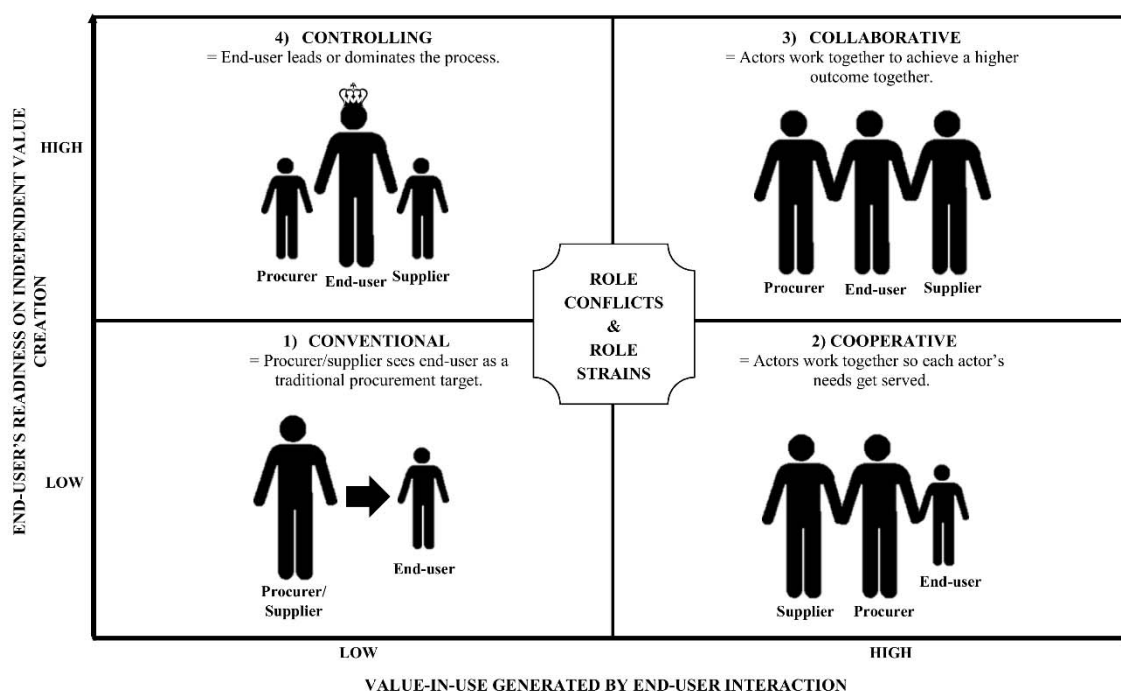 4) CONTROLLING
= End-user leads or dominates the process.
Procurer
End-user
Supplier
3) COLLABORATIVE
= Actors work together to achieve a higher
outcome together.
Procurer
End-user
Supplier
ROLE
CONFLICTS
&
ROLE
STRAINS
1) CONVENTIONAL
= Procurer/supplier sees end-user as a
traditional procurement target.
Procurer/
Supplier
End-user
2) COOPERATIVE
= Actors work together so each actor's
needs get served.
Supplier
Procurer
End-user
END-USER'S READINESS ON INDEPENDENT VALUE
CREATION
HIGH
LOW
LOW
HIGH
VALUE-IN-USE GENERATED BY END-USER INTERACTION